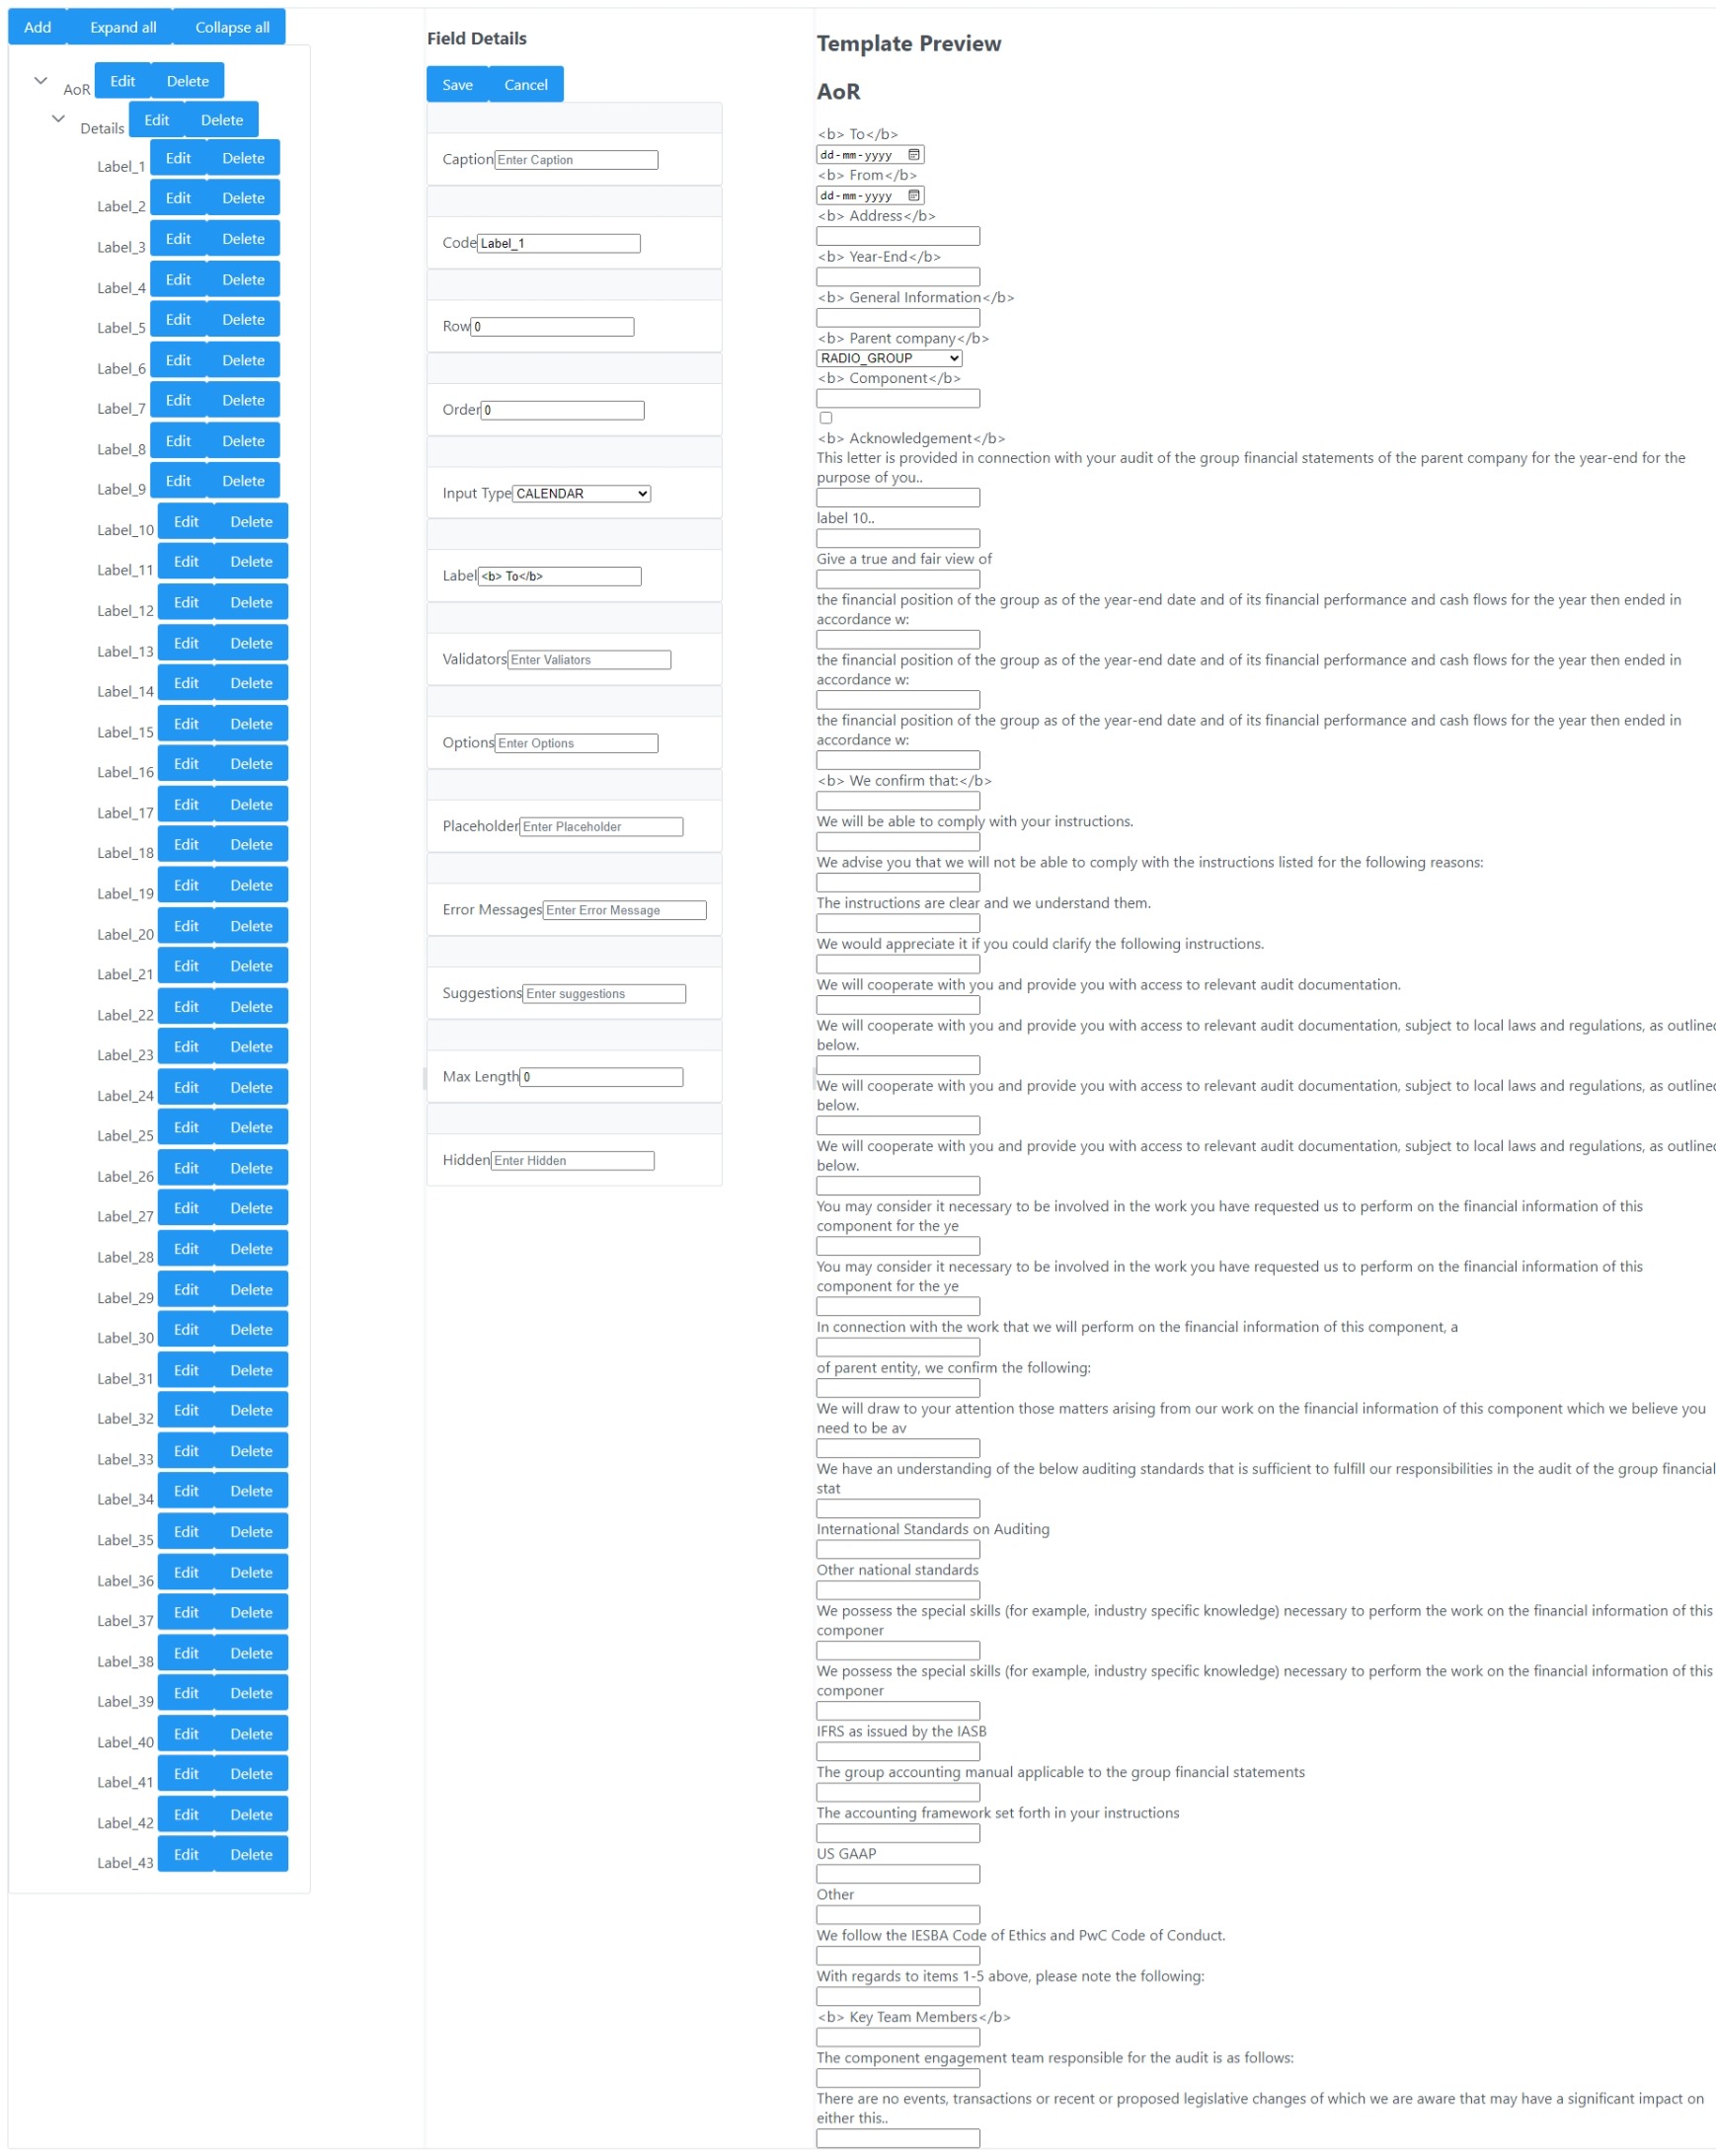 Add Expand all Collapse all
AoR Edit Delete
Details Edit Delete
Label_1 Edit Delete
Label_2 Edit Delete
Label_3 Edit Delete
Label_4 Edit Delete
Label_5 Edit Delete
Label_6 Edit Delete
Label_7 Edit Delete
Label_8 Edit Delete
Label_9 Edit Delete
Label_10 Edit Delete
Label_11 Edit Delete
Label_12 Edit Delete
Label_13 Edit Delete
Label_14 Edit Delete
Label_15 Edit Delete
Label_16 Edit Delete
Label_17 Edit Delete
Label_18 Edit Delete
Label_19 Edit Delete
Label_20 Edit Delete
Label_21 Edit Delete
Label_22 Edit Delete
Label_23 Edit Delete
Label_24 Edit Delete
Label_25 Edit Delete
Label_26 Edit Delete
Label_27 Edit Delete
Label_28 Edit Delete
Label_29 Edit Delete
Label_30 Edit Delete
Label_31 Edit Delete
Label_32 Edit Delete
Label_33 Edit Delete
Label_34 Edit Delete
Label_35 Edit Delete
Label_36 Edit Delete
Label_37 Edit Delete
Label_38 Edit Delete
Label_39 Edit Delete
Label_40 Edit Delete
Label_41 Edit Delete
Label_42 Edit Delete
Label_43 Edit Delete
Field Details
Save Cancel
Caption Enter Caption
Code Label_1
Row 0
Order 0
Input Type CALENDAR
Label <b> To</b>
Validators Enter Valiators
Options Enter Options
Placeholder Enter Placeholder
Error Messages Enter Error Message
Suggestions Enter suggestions
Max Length 0
Hidden Enter Hidden
Template Preview
AoR
<b> To</b>
dd-mm-yyyy
<b> From</b>
dd-mm-yyyy
<b> Address</b>
<b> Year-End</b>
<b> General Information</b>
<b> Parent company</b>
RADIO_GROUP
<b> Component</b>
<b> Acknowledgement</b>
This letter is provided in connection with your audit of the group financial statements of the parent company for the year-end for the
purpose of you..
label 10..
Give a true and fair view of
the financial position of the group as of the year-end date and of its financial performance and cash flows for the year then ended in
accordance w:
the financial position of the group as of the year-end date and of its financial performance and cash flows for the year then ended in
accordance w:
the financial position of the group as of the year-end date and of its financial performance and cash flows for the year then ended in
accordance w:
<b> We confirm that:</b>
We will be able to comply with your instructions.
We advise you that we will not be able to comply with the instructions listed for the following reasons:
The instructions are clear and we understand them.
We would appreciate it if you could clarify the following instructions.
We will cooperate with you and provide you with access to relevant audit documentation.
We will cooperate with you and provide you with access to relevant audit documentation, subject to local laws and regulations, as outlined
below.
We will cooperate with you and provide you with access to relevant audit documentation, subject to local laws and regulations, as outlined
below.
We will cooperate with you and provide you with access to relevant audit documentation, subject to local laws and regulations, as outlined
below.
You may consider it necessary to be involved in the work you have requested us to perform on the financial information of this
component for the ye
You may consider it necessary to be involved in the work you have requested us to perform on the financial information of this
component for the ye
In connection with the work that we will perform on the financial information of this component, a
of parent entity, we confirm the following:
We will draw to your attention those matters arising from our work on the financial information of this component which we believe you
need to be av
We have an understanding of the below auditing standards that is sufficient to fulfill our responsibilities in the audit of the group financial
stat
International Standards on Auditing
Other national standards
We possess the special skills (for example, industry specific knowledge) necessary to perform the work on the financial information of this
componer
We possess the special skills (for example, industry specific knowledge) necessary to perform the work on the financial information of this
componer
IFRS as issued by the IASB
The group accounting manual applicable to the group financial statements
The accounting framework set forth in your instructions
US GAAP
Other
We follow the IESBA Code of Ethics and PwC Code of Conduct.
With regards to items 1-5 above, please note the following:
<b> Key Team Members</b>
The component engagement team responsible for the audit is as follows:
There are no events, transactions or recent or proposed legislative changes of which we are aware that may have a significant impact on
either this..